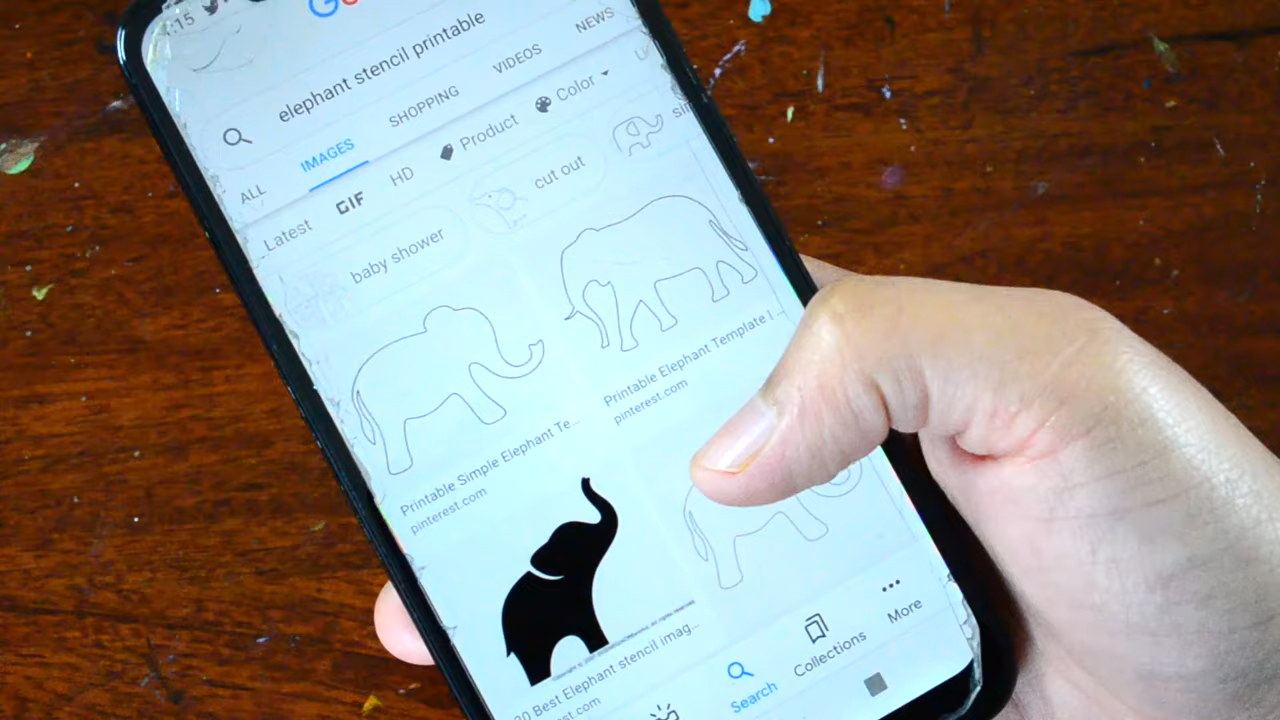 :15
elephant stencil printable
ALL IMAGES SHOPPING VIDEOS NEWS
Latest GIF HD Product Color
baby shower cut out
Printable Simple Elephant Te...
pinterest.com
Printable Elephant Template | ...
pinterest.com
Best Elephant stencil imag...
Search Collections More